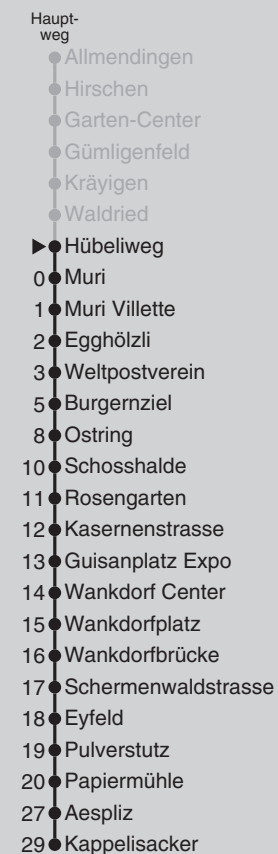 Haupt-
weg
Allmendingen
Hirschen
Garten-Center
Gümligenfeld
Kräyigen
Waldried
Hübeliweg
0 Muri
1 Muri Villette
2 Egghölzli
3 Weltpostverein
5 Burgernziel
8 Ostring
10 Schosshalde
11 Rosengarten
12 Kasernenstrasse
13 Guisanplatz Expo
14 Wankdorf Center
15 Wankdorfplatz
16 Wankdorfbrücke
17 Schermenwaldstrasse
18 Eyfeld
19 Pulverstutz
20 Papiermühle
27 Aespliz
29 Kappelisacker